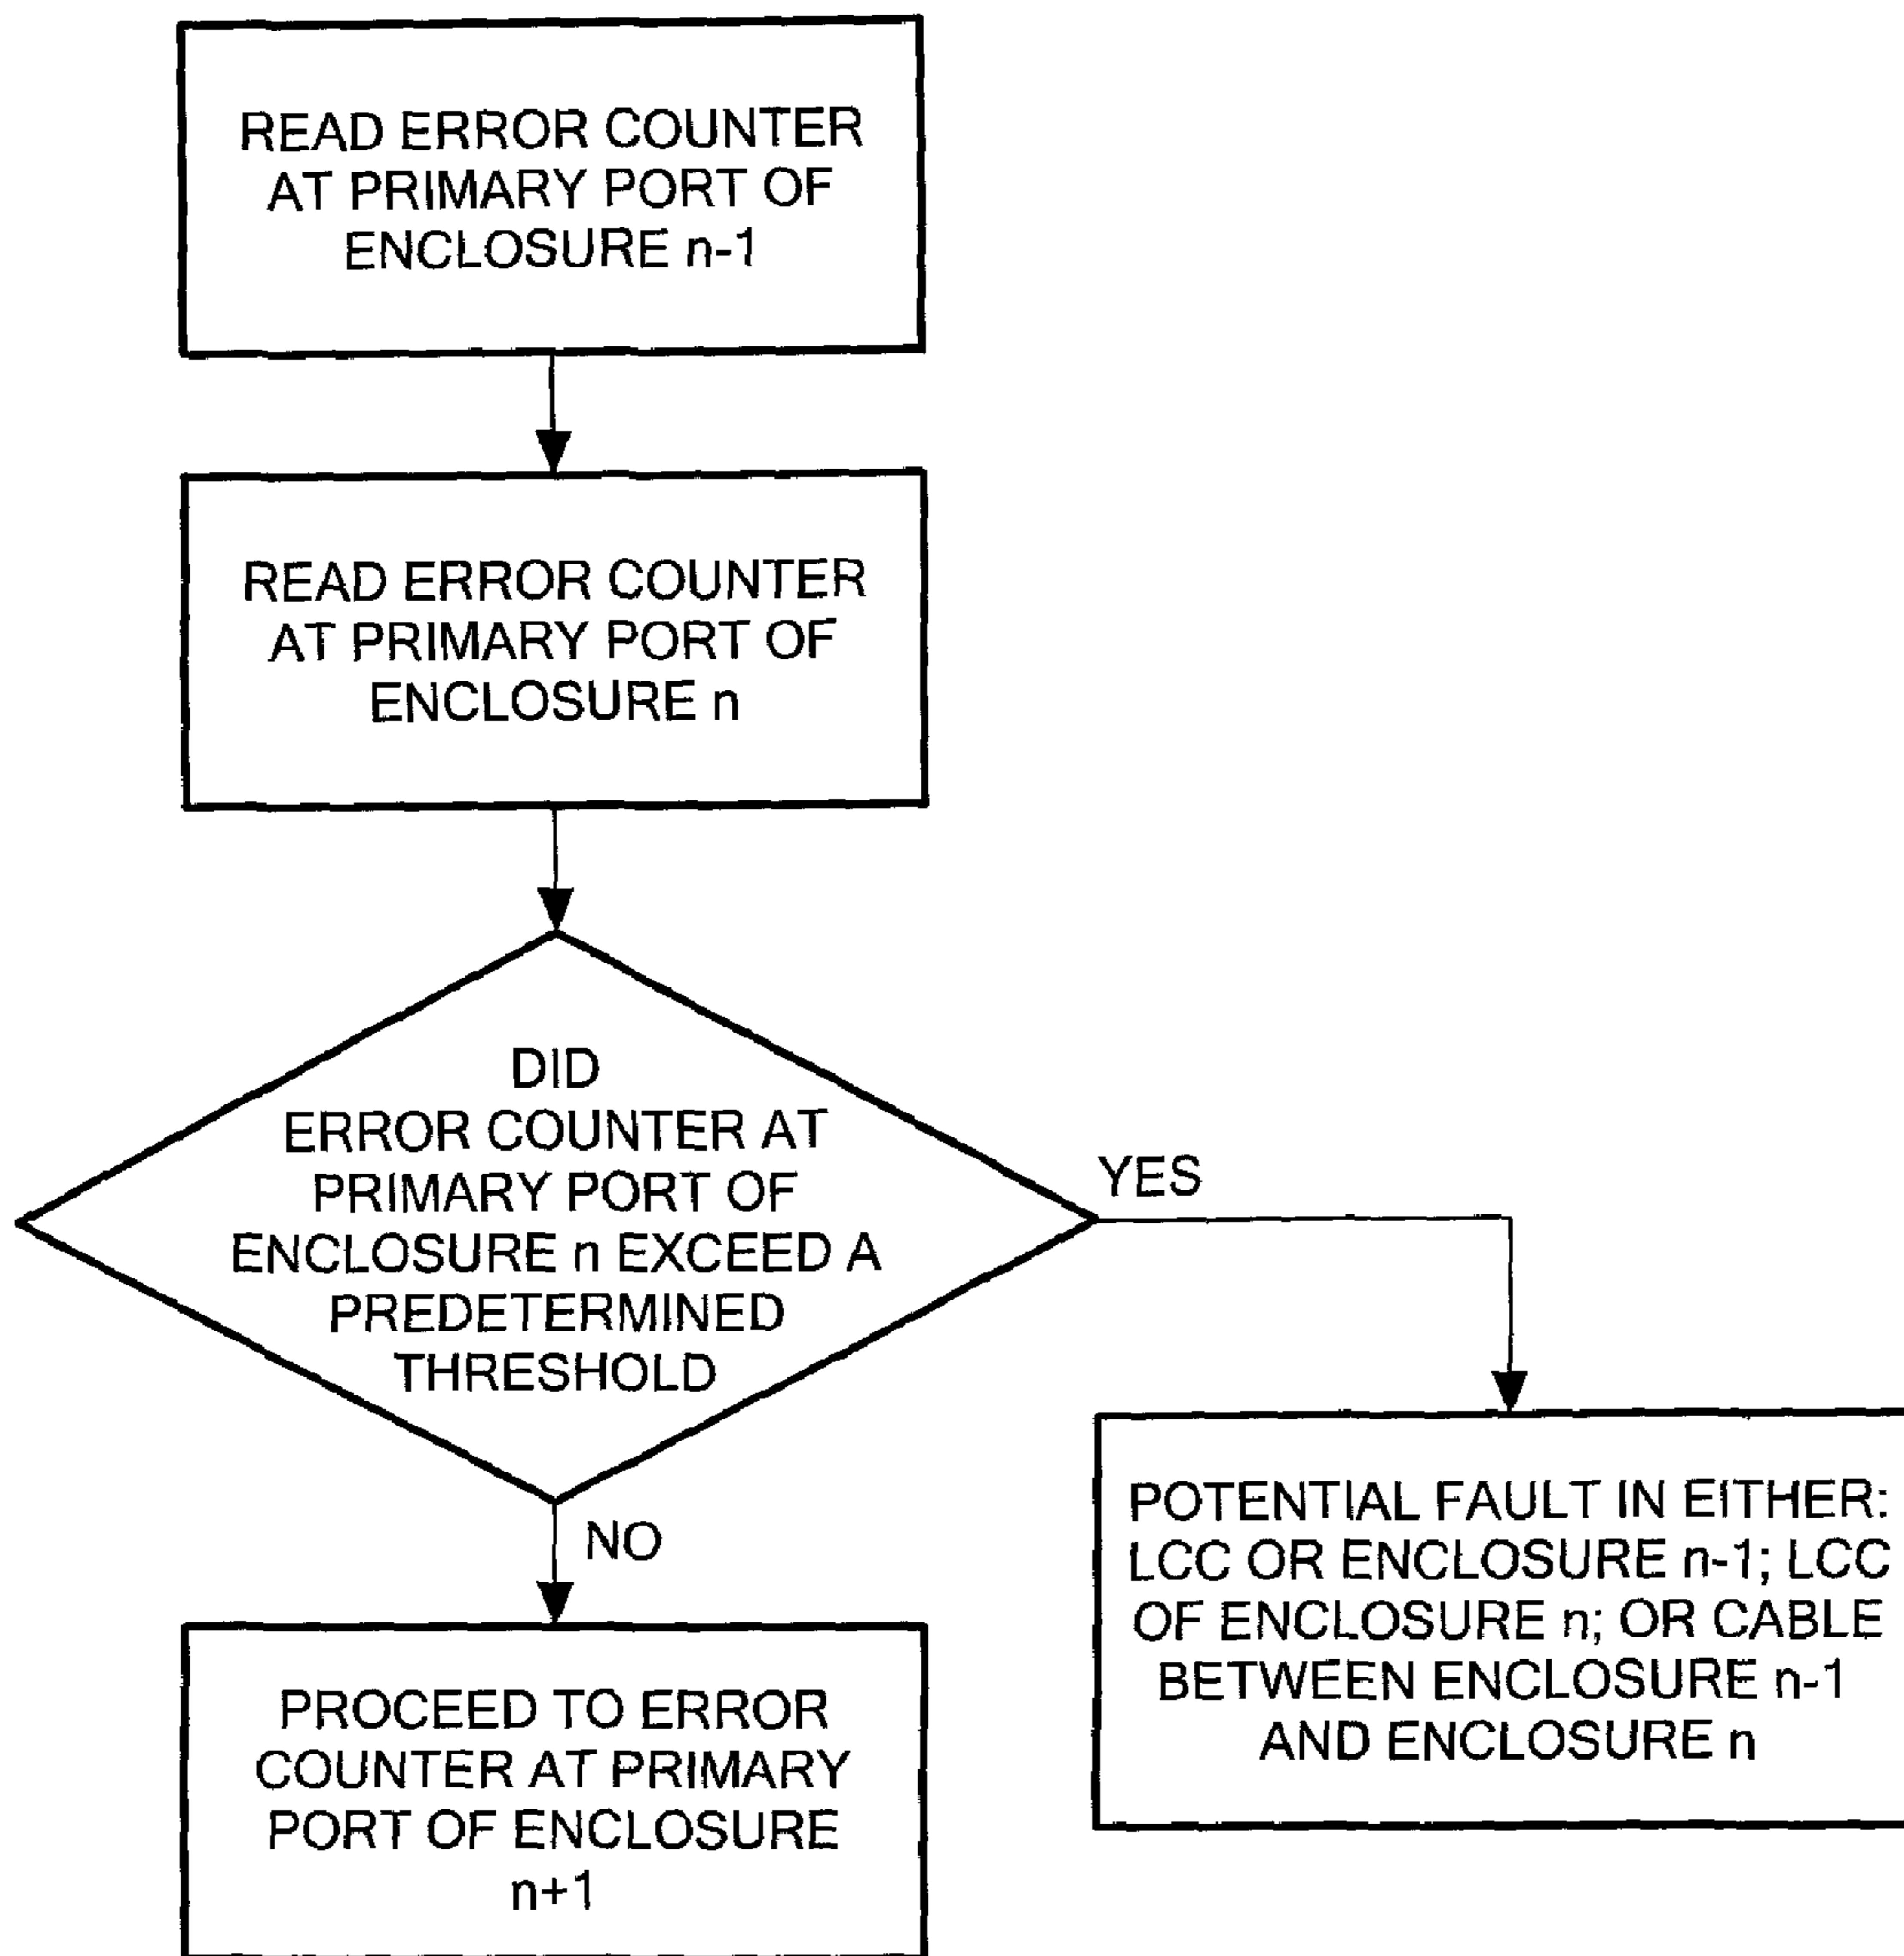 READ ERROR COUNTER
AT PRIMARY PORT OF
ENCLOSURE n-1
READ ERROR COUNTER
AT PRIMARY PORT OF
ENCLOSURE n
DID
ERROR COUNTER AT
PRIMARY PORT OF
ENCLOSURE n EXCEED A
PREDETERMINED
THRESHOLD
YES
NO
POTENTIAL FAULT IN EITHER:
LCC OR ENCLOSURE n-1; LCC
OF ENCLOSURE n; OR CABLE
BETWEEN ENCLOSURE n-1
AND ENCLOSURE n
PROCEED TO ERROR
COUNTER AT PRIMARY
PORT OF ENCLOSURE
n+1